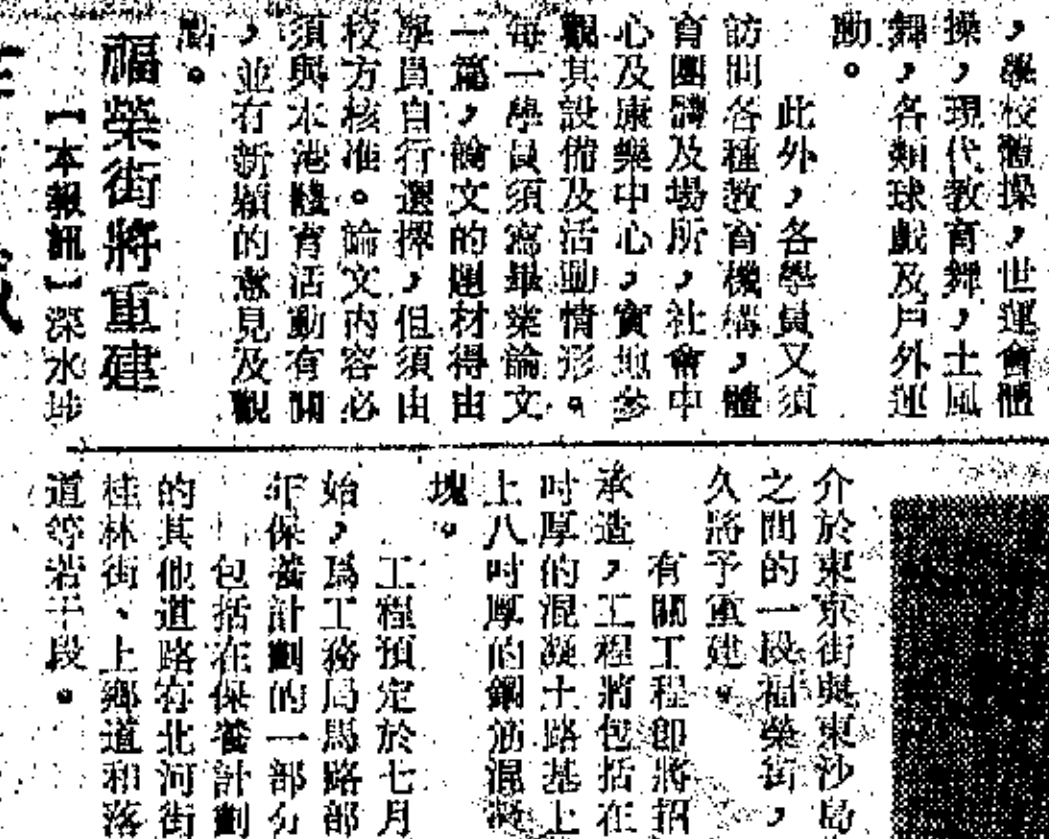 ，學校體操，世運會體
操，現代教育舞，土風
舞，各類球戲及戶外運
動。
此外，各學員又須
訪問各種教育機構，體
育團體及場所，社會中
心及康樂中心，實地參
觀其設備及活動情形。
每一學員須寫畢業論文
一篇，論文的題材得由
學員自行選擇，但須由
校方核准。論文內容必
須與本港體育活動有關
，並有新穎的意見及觀
點。
福榮街將重建
【本報訊】深水埗
介於東京街與東沙島
之間的一段福榮街，
久將予重建。
有關工程即將招
承造，工程將包括在
吋厚的混凝土路基上
上八吋厚的鋼筋混凝
塊。
工程預定於七月
始，爲工務局馬路部
年保養計劃的一部分
包括在保養計劃
的其他道路有北河街
桂林街、上鄉道和落
道等若干段。